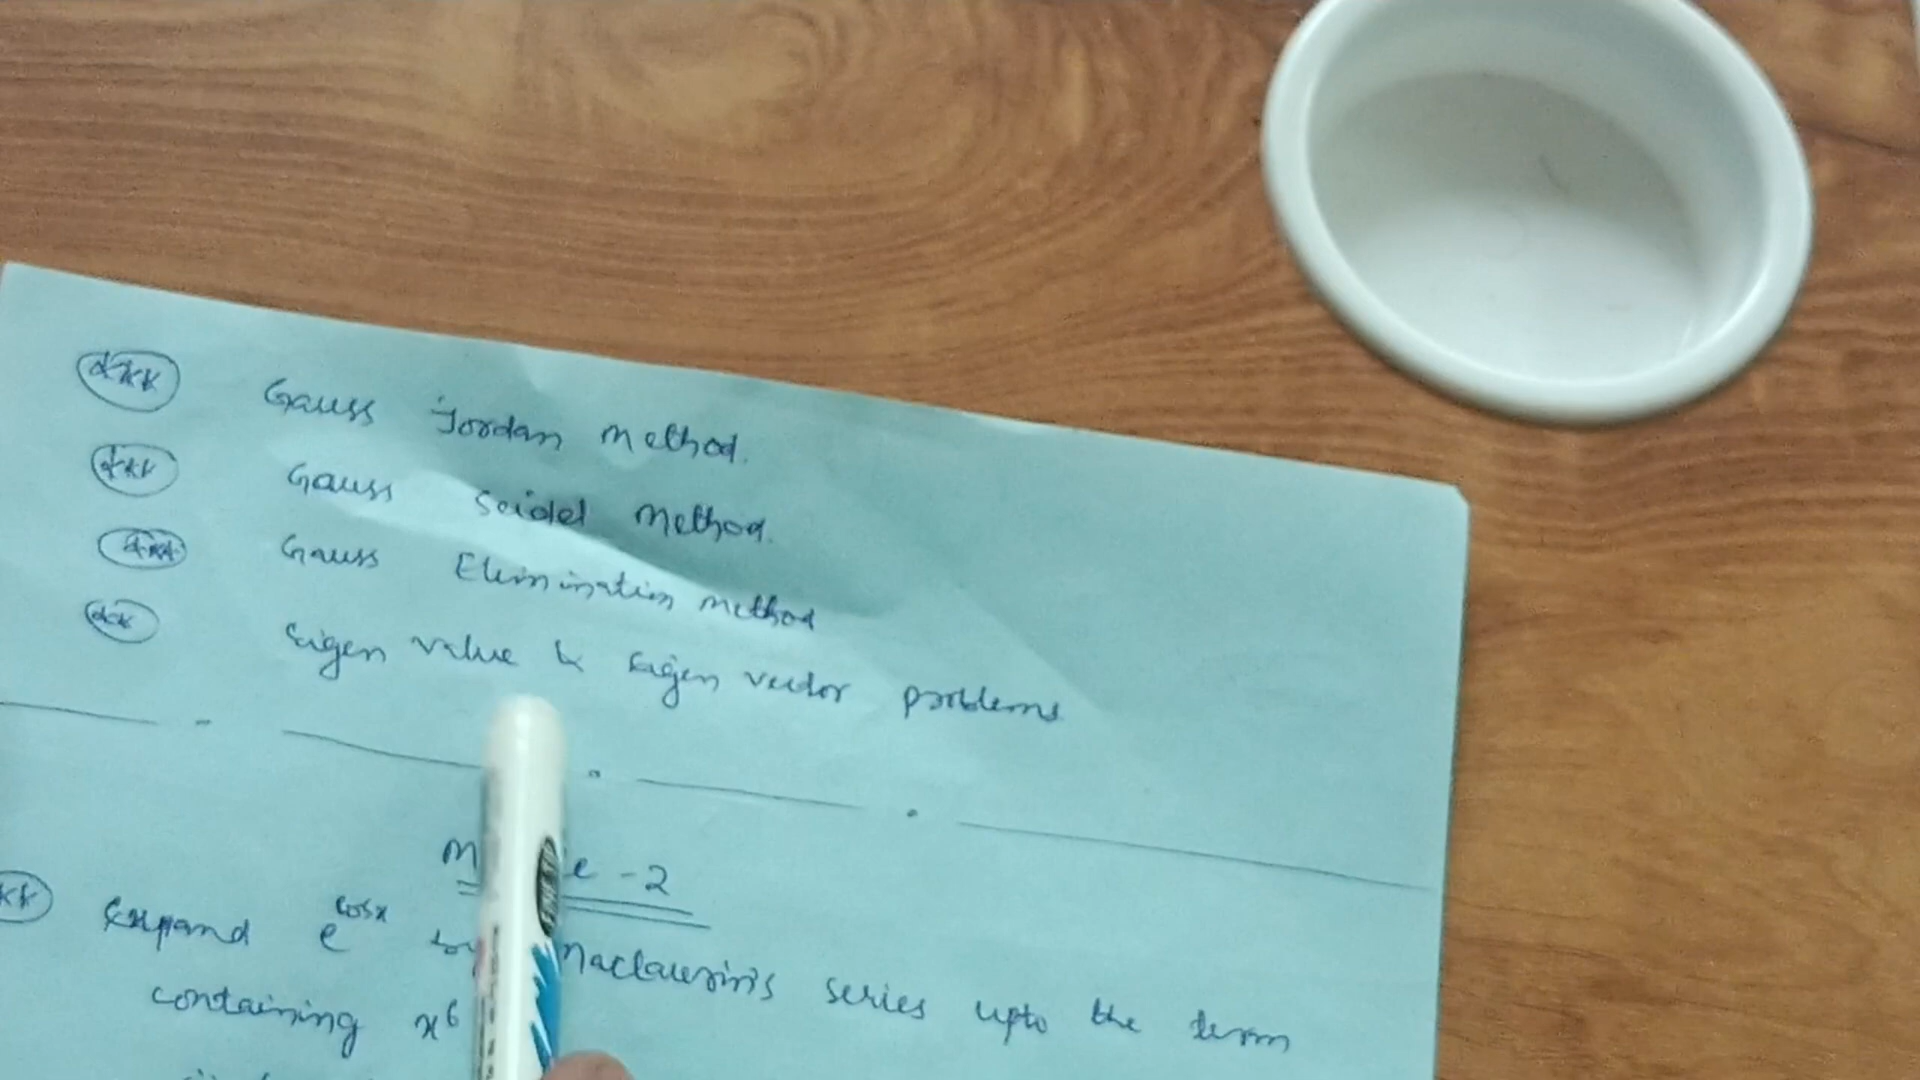 *** Gauss Jordan Method.
*** Gauss Seidel Method.
*** Gauss Elimination method
*** Eigen value & Eigen vector problems
e - 2
Expand e^cosx by Maclaurin's series upto the term
containing x^6